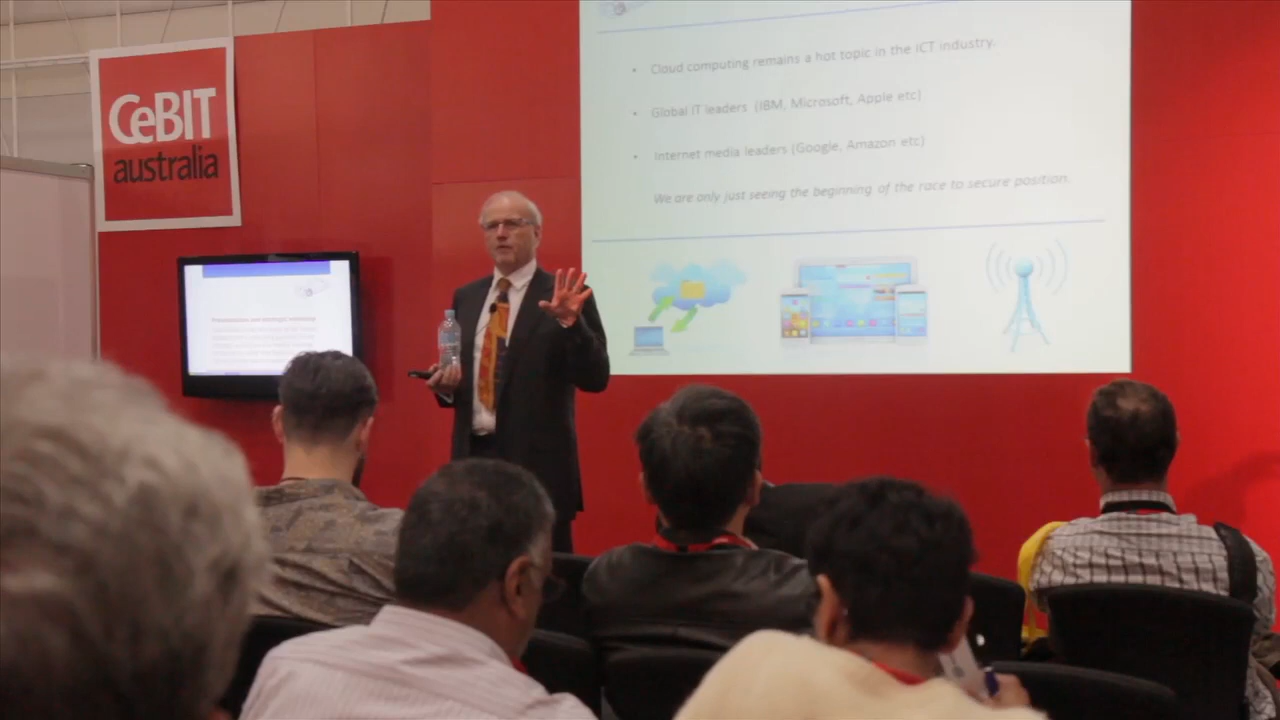 CeBIT
australia
• Cloud computing remains a hot topic in the ICT industry.
• Global IT leaders (IBM, Microsoft, Apple etc)
• Internet media leaders (Google, Amazon etc)
We are only just seeing the beginning of the race to secure position.